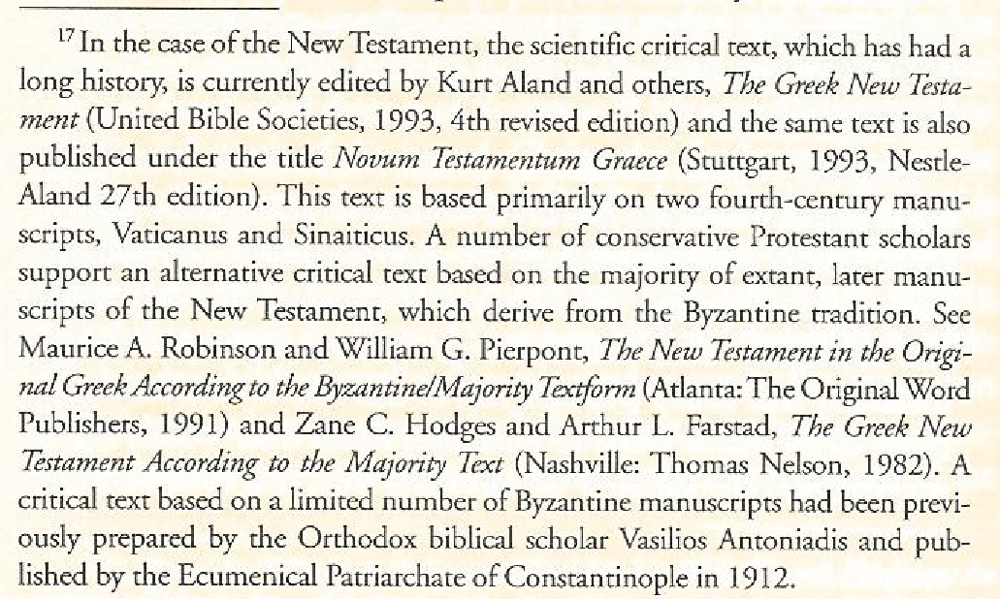 17 In the case of the New Testament, the scientific critical text, which has had a
long history, is currently edited by Kurt Aland and others, The Greek New Testa-
ment (United Bible Societies, 1993, 4th revised edition) and the same text is also
published under the title Novum Testamentum Graece (Stuttgart, 1993, Nestle-
Aland 27th edition). This text is based primarily on two fourth-century manu-
scripts, Vaticanus and Sinaiticus. A number of conservative Protestant scholars
support an alternative critical text based on the majority of extant, later manu-
scripts of the New Testament, which derive from the Byzantine tradition. See
Maurice A. Robinson and William G. Pierpont, The New Testament in the Origi-
nal Greek According to the Byzantine/Majority Textform (Atlanta: The Original Word
Publishers, 1991) and Zane C. Hodges and Arthur L. Farstad, The Greek New
Testament According to the Majority Text (Nashville: Thomas Nelson, 1982). A
critical text based on a limited number of Byzantine manuscripts had been previ-
ously prepared by the Orthodox biblical scholar Vasilios Antoniadis and pub-
lished by the Ecumenical Patriarchate of Constantinople in 1912.